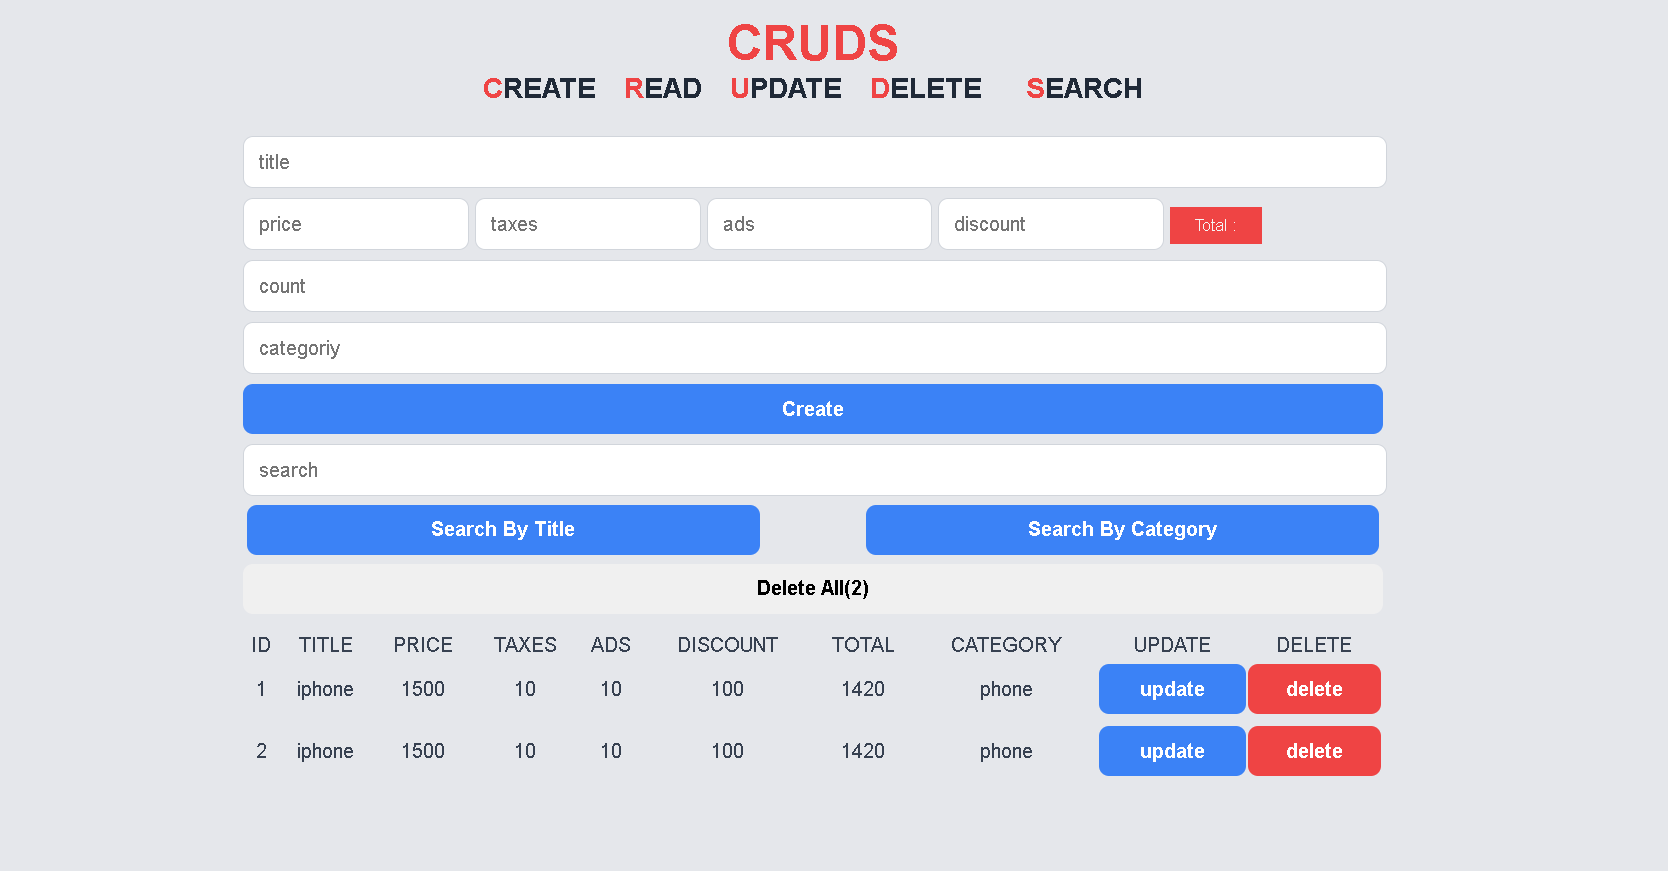 CRUDS
CREATE READ UPDATE DELETE SEARCH
title
price taxes ads discount Total :
count
categoriy
Create
search
Search By Title Search By Category
Delete All(2)
ID TITLE PRICE TAXES ADS DISCOUNT TOTAL CATEGORY UPDATE DELETE
1 iphone 1500 10 10 100 1420 phone update delete
2 iphone 1500 10 10 100 1420 phone update delete